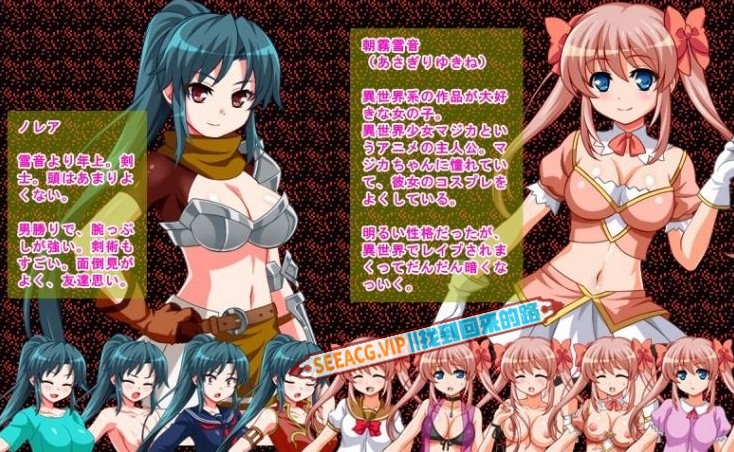 ノレア
雪音より年上。剣
士。頭はあまりよ
くない。
男勝りで、腕っぷ
しが強い。剣術も
すごい。面倒見が
よく、友達思い。
朝霧雪音
(あさぎりゆきね)
異世界系の作品が大好
きな女の子。
異世界少女マジカとい
うアニメの主人公。マ
ジカちゃんに憧れてい
て、彼女のコスプレを
よくしている。
明るい性格だったが、
異世界でレイプされま
くってだんだん暗くな
っいく。
SEEACG.VIP||找到回来的路